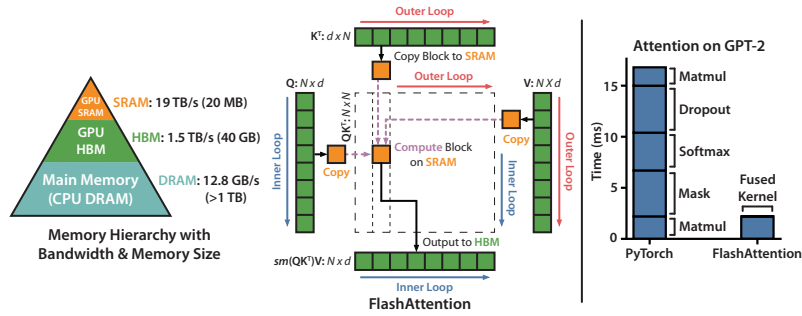 GPU
SRAM
SRAM: 19 TB/s (20 MB)
GPU
HBM
HBM: 1.5 TB/s (40 GB)
Main Memory
(CPU DRAM)
DRAM: 12.8 GB/s
(>1 TB)
Memory Hierarchy with
Bandwidth & Memory Size
Outer Loop
Kᵀ: d x N
Copy Block to SRAM
Outer Loop
Q: N x d
V: N X d
QKᵀ: N x N
Inner Loop
Copy
Compute Block
on SRAM
Copy
Inner Loop
Outer Loop
Output to HBM
sm(QKᵀ)V: N x d
Inner Loop
FlashAttention
Attention on GPT-2
Time (ms)
15
10
5
0
Matmul
Dropout
Softmax
Mask
Matmul
Fused
Kernel
PyTorch
FlashAttention